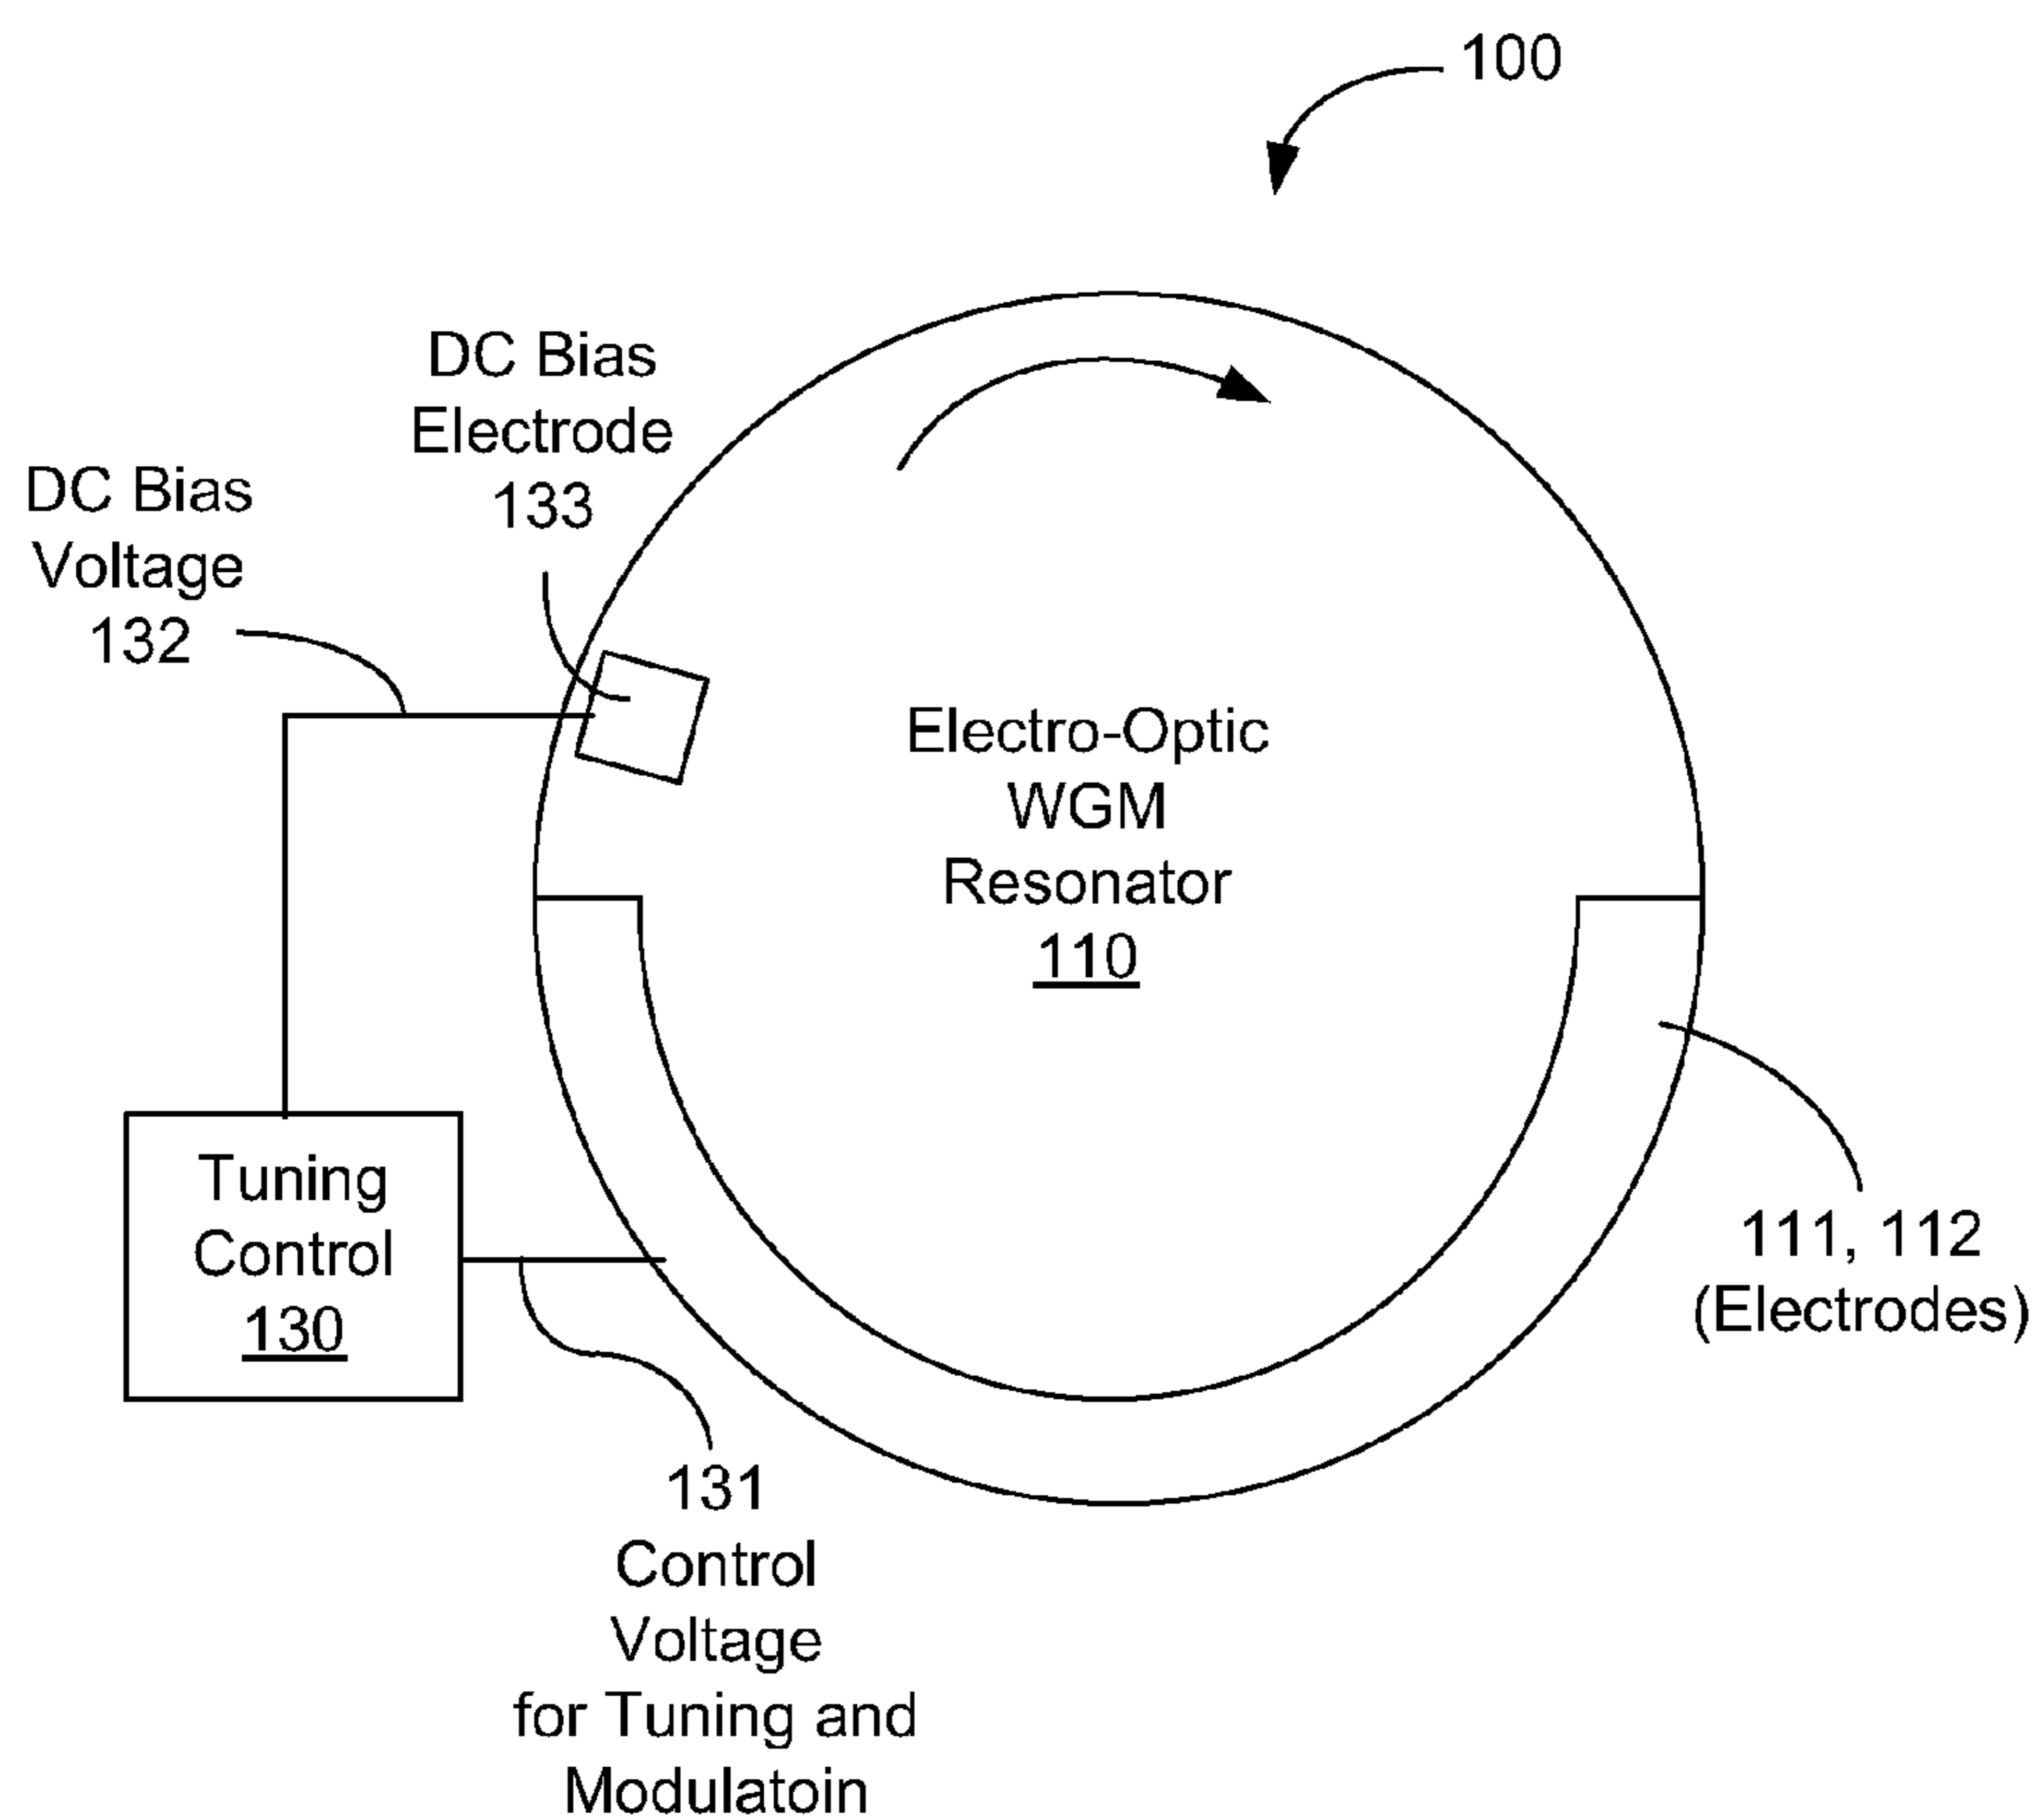 100
DC Bias
Electrode
133
DC Bias
Voltage
132
Electro-Optic
WGM
Resonator
110
Tuning
Control
130
111, 112
(Electrodes)
131
Control
Voltage
for Tuning and
Modulatoin